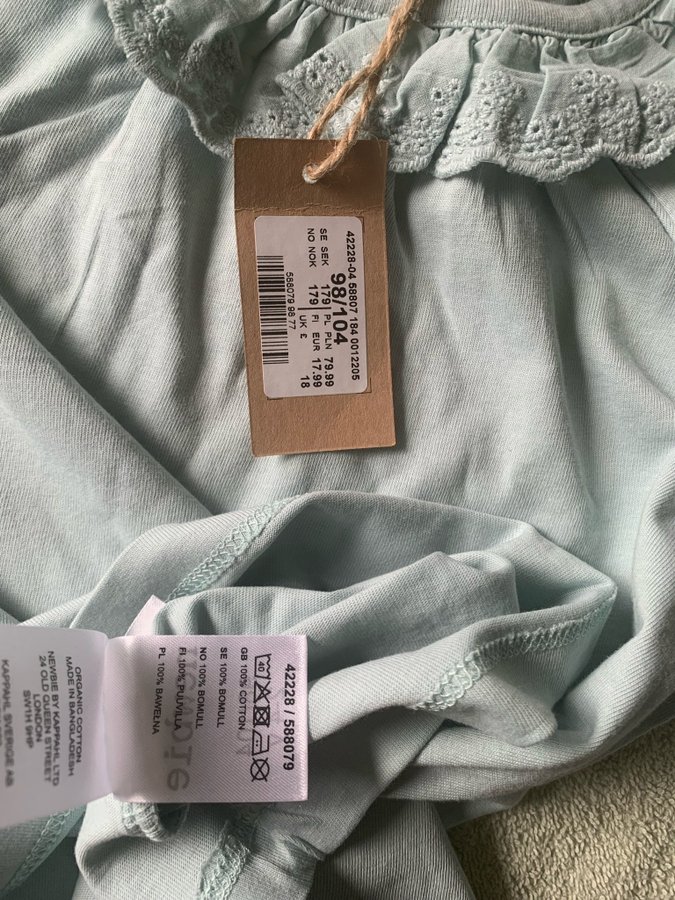 42228-04 58807 184 0012205
98/104
SE SEK 179 PL PLN 79.99
NO NOK 179 FI EUR 17.99
UK £ 18
588079 98 77
42228 / 588079
40
GB 100% COTTON
SE 100% BOMULL
NO 100% BOMULL
FI 100% PUUVILLA
PL 100% BAWEŁNA
ORGANIC COTTON
MADE IN BANGLADESH
NEWBIE BY KAPPAHL LTD
24 OLD QUEEN STREET
LONDON
SW1H 9HP
KAPPAHL SVERIGE AB